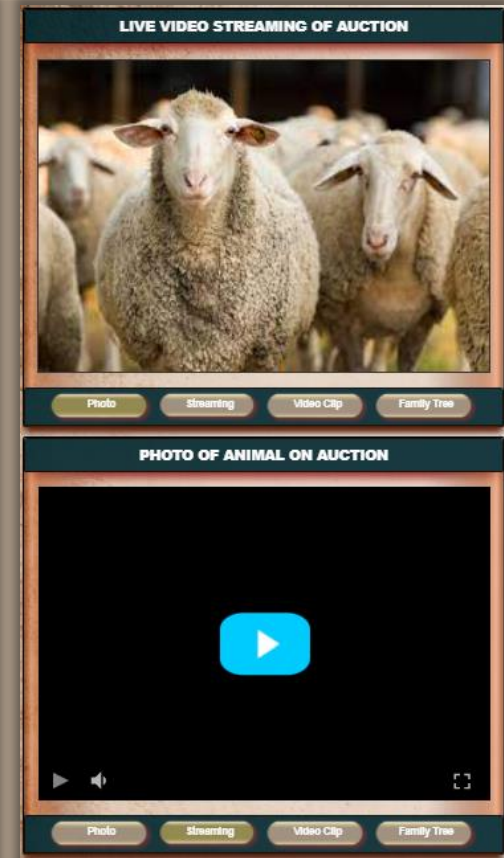 LIVE VIDEO STREAMING OF AUCTION
Photo Streaming Video Clip Family Tree
PHOTO OF ANIMAL ON AUCTION
Photo Streaming Video Clip Family Tree